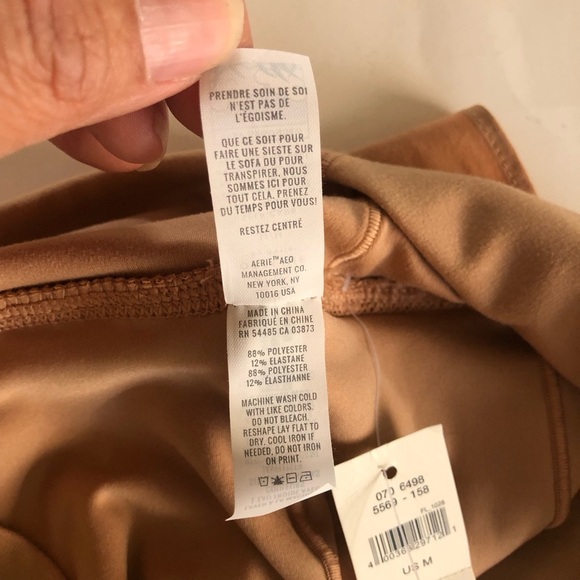 PRENDRE SOIN DE SOI
N'EST PAS DE
L'ÉGOISME.
QUE CE SOIT POUR
FAIRE UNE SIESTE SUR
LE SOFA OU POUR
TRANSPIRER, NOUS
SOMMES ICI POUR
TOUT CELA. PRENEZ
DU TEMPS POUR VOUS!
RESTEZ CENTRÉ
AERIE™ AEO
MANAGEMENT CO.
NEW YORK, NY
10016 USA
MADE IN CHINA
FABRIQUÉ EN CHINE
RN 54485 CA 03873
88% POLYESTER
12% ELASTANE
88% POLYESTER
12% ÉLASTHANNE
MACHINE WASH COLD
WITH LIKE COLORS.
DO NOT BLEACH.
RESHAPE LAY FLAT TO
DRY. COOL IRON IF
NEEDED, DO NOT IRON
ON PRINT.
070 6498
5569 - 158
US M